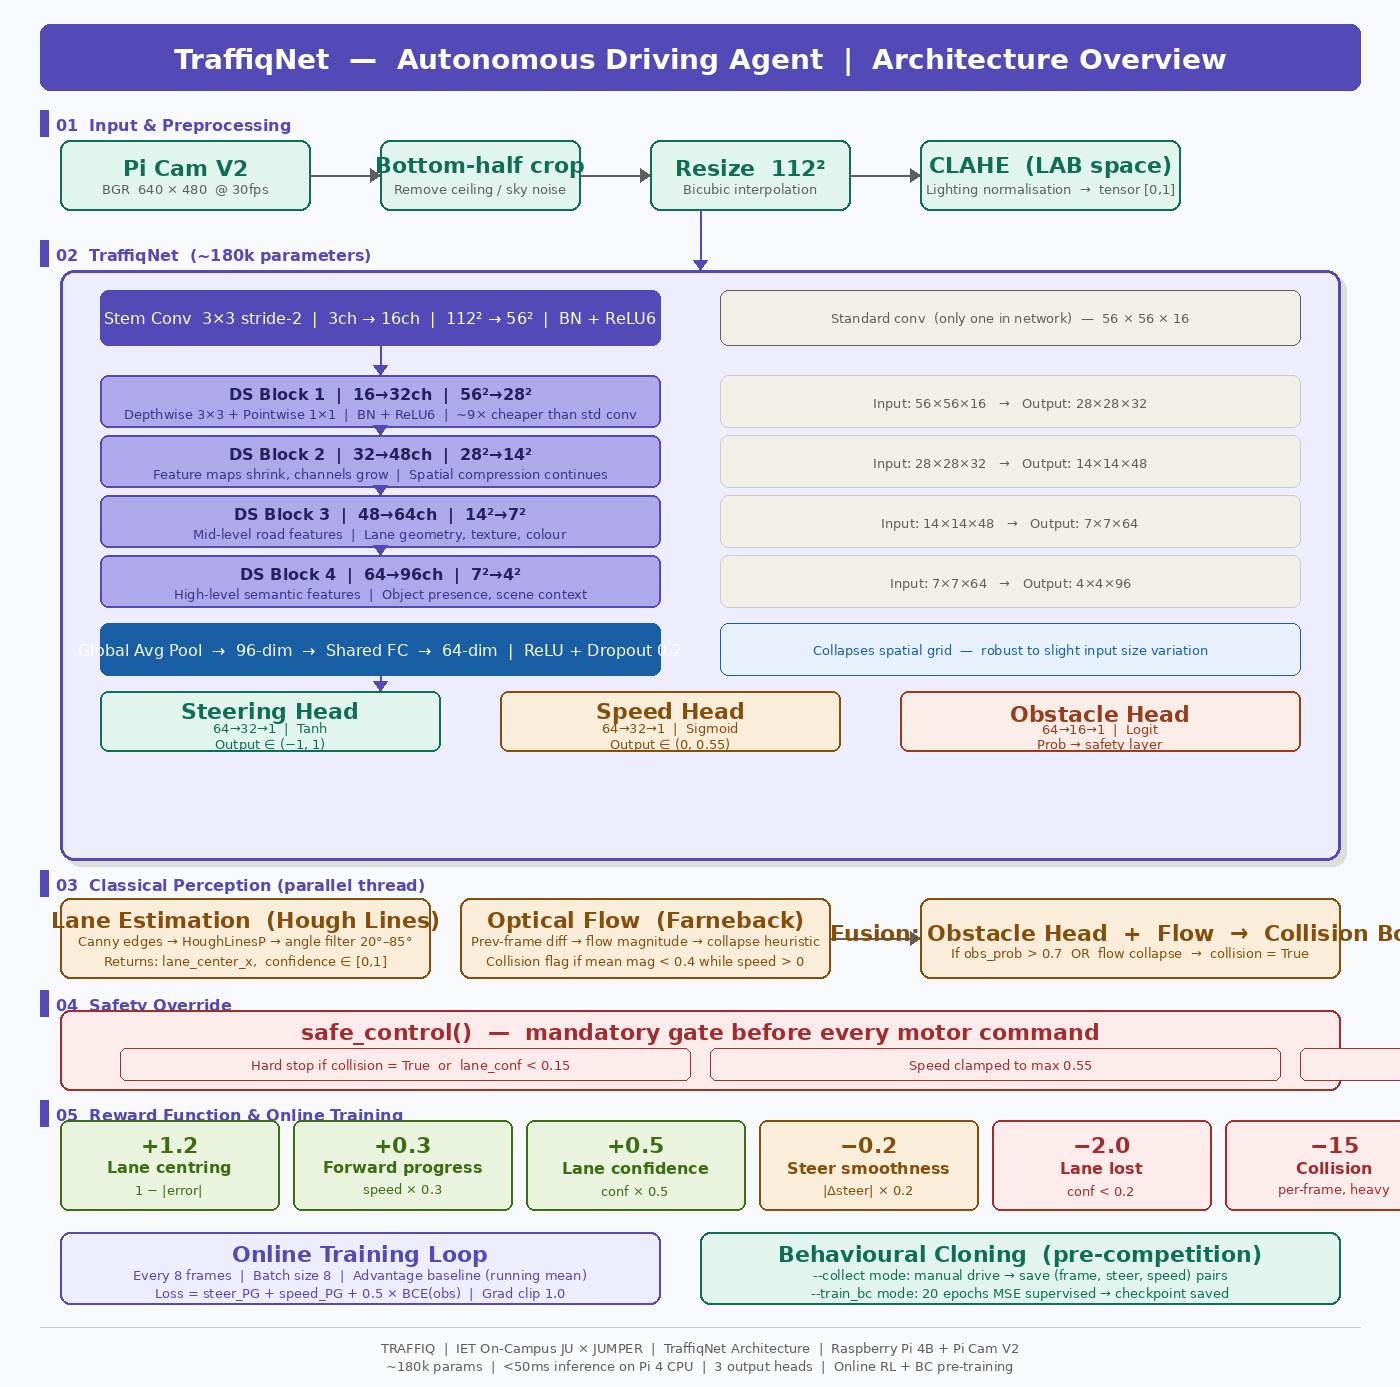 TraffiqNet — Autonomous Driving Agent | Architecture Overview
01 Input & Preprocessing
Pi Cam V2
BGR 640 × 480 @ 30fps
Bottom-half crop
Remove ceiling / sky noise
Resize 112²
Bicubic interpolation
CLAHE (LAB space)
Lighting normalisation → tensor [0,1]
02 TraffiqNet (~180k parameters)
Stem Conv 3×3 stride-2 | 3ch → 16ch | 112² → 56² | BN + ReLU6
Standard conv (only one in network) — 56 × 56 × 16
DS Block 1 | 16→32ch | 56²→28²
Depthwise 3×3 + Pointwise 1×1 | BN + ReLU6 | ~9× cheaper than std conv
Input: 56×56×16 → Output: 28×28×32
DS Block 2 | 32→48ch | 28²→14²
Feature maps shrink, channels grow | Spatial compression continues
Input: 28×28×32 → Output: 14×14×48
DS Block 3 | 48→64ch | 14²→7²
Mid-level road features | Lane geometry, texture, colour
Input: 14×14×48 → Output: 7×7×64
DS Block 4 | 64→96ch | 7²→4²
High-level semantic features | Object presence, scene context
Input: 7×7×64 → Output: 4×4×96
Global Avg Pool → 96-dim → Shared FC → 64-dim | ReLU + Dropout 0.2
Collapses spatial grid — robust to slight input size variation
Steering Head
64→32→1 | Tanh
Output ∈ (−1, 1)
Speed Head
64→32→1 | Sigmoid
Output ∈ (0, 0.55)
Obstacle Head
64→16→1 | Logit
Prob → safety layer
03 Classical Perception (parallel thread)
Lane Estimation (Hough Lines)
Canny edges → HoughLinesP → angle filter 20°–85°
Returns: lane_center_x, confidence ∈ [0,1]
Optical Flow (Farneback)
Prev-frame diff → flow magnitude → collapse heuristic
Collision flag if mean mag < 0.4 while speed > 0
Fusion: Obstacle Head + Flow → Collision Bo
If obs_prob > 0.7 OR flow collapse → collision = True
04 Safety Override
safe_control() — mandatory gate before every motor command
Hard stop if collision = True or lane_conf < 0.15
Speed clamped to max 0.55
05 Reward Function & Online Training
+1.2
Lane centring
1 − |error|
+0.3
Forward progress
speed × 0.3
+0.5
Lane confidence
conf × 0.5
−0.2
Steer smoothness
|Δsteer| × 0.2
−2.0
Lane lost
conf < 0.2
−15
Collision
per-frame, heavy
Online Training Loop
Every 8 frames | Batch size 8 | Advantage baseline (running mean)
Loss = steer_PG + speed_PG + 0.5 × BCE(obs) | Grad clip 1.0
Behavioural Cloning (pre-competition)
--collect mode: manual drive → save (frame, steer, speed) pairs
--train_bc mode: 20 epochs MSE supervised → checkpoint saved
TRAFFIQ | IET On-Campus JU × JUMPER | TraffiqNet Architecture | Raspberry Pi 4B + Pi Cam V2
~180k params | <50ms inference on Pi 4 CPU | 3 output heads | Online RL + BC pre-training